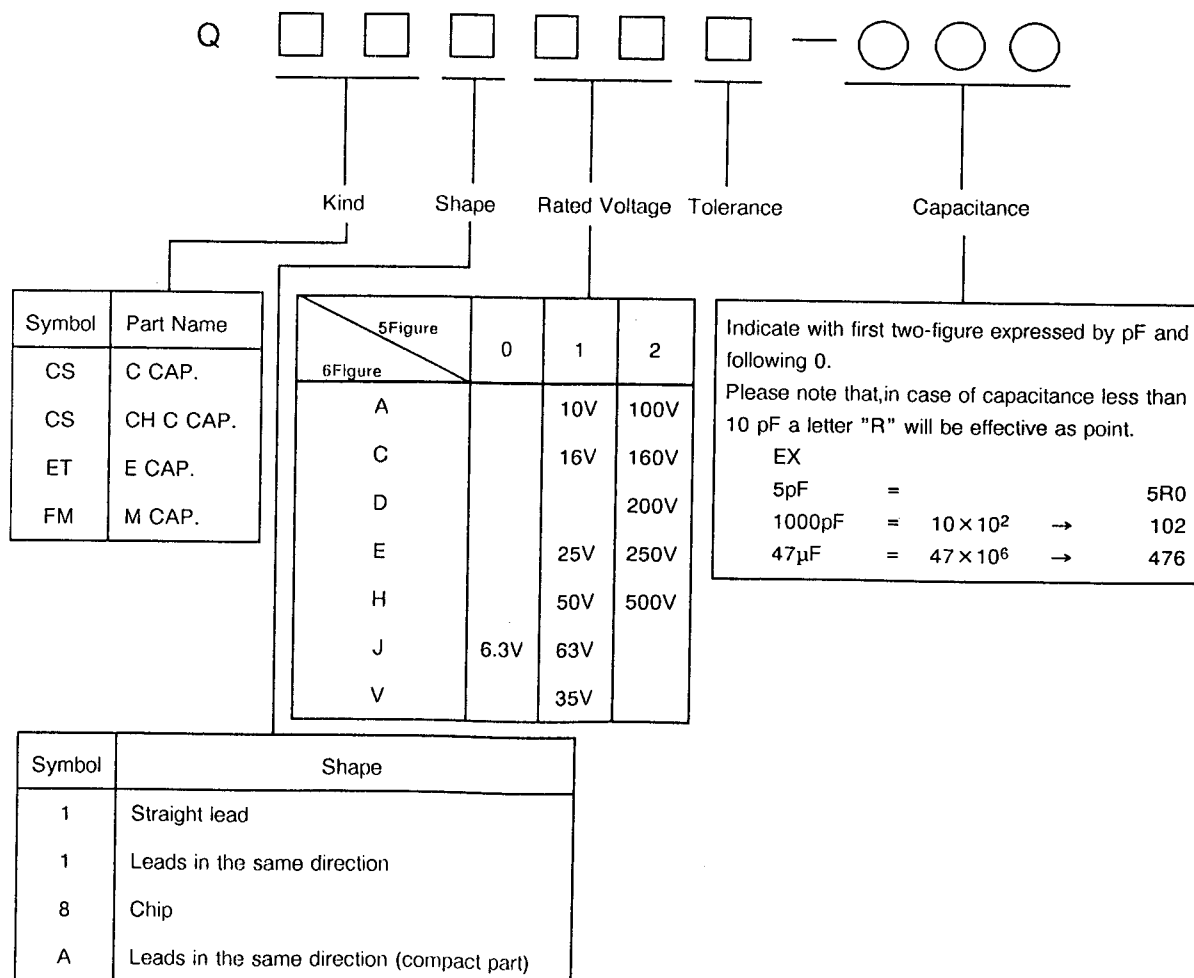 Q —
Kind Shape Rated Voltage Tolerance Capacitance
Symbol Part Name
CS C CAP.
CS CH C CAP.
ET E CAP.
FM M CAP.
5Figure
6Figure
0 1 2
A 10V 100V
C 16V 160V
D 200V
E 25V 250V
H 50V 500V
J 6.3V 63V
V 35V
Indicate with first two-figure expressed by pF and
following 0.
Please note that,in case of capacitance less than
10 pF a letter "R" will be effective as point.
EX
5pF = 5R0
1000pF = 10×10² → 102
47µF = 47×10⁶ → 476
Symbol Shape
1 Straight lead
1 Leads in the same direction
8 Chip
A Leads in the same direction (compact part)